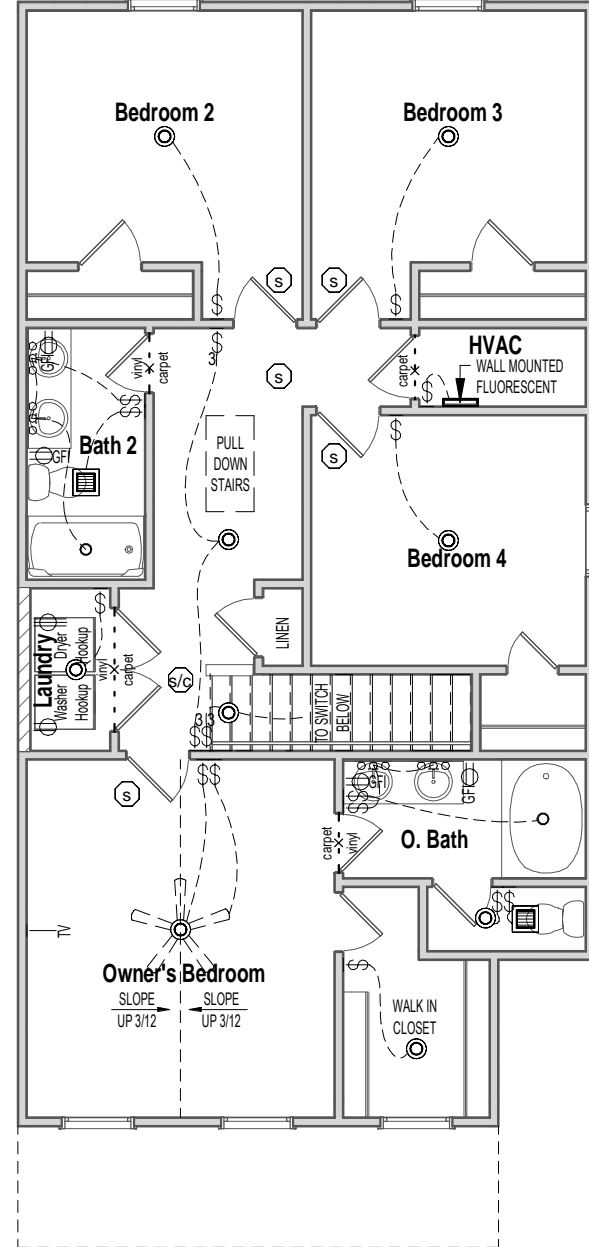 Bedroom 2
Bedroom 3
S
S
$
$
$
3
S
HVAC
WALL MOUNTED
FLUORESCENT
$
vinyl
carpet
carpet
GFI
$$
Bath 2
GFI
PULL
DOWN
STAIRS
S
$
Bedroom 4
$
Laundry
Dryer
Hookup
Washer
Hookup
vinyl
carpet
LINEN
S/C
3 3
$$
TO SWITCH
BELOW
S
$$
GFI
$$
GFI
O. Bath
carpet
vinyl
$$
TV
Owner's Bedroom
SLOPE
UP 3/12
SLOPE
UP 3/12
$
WALK IN
CLOSET